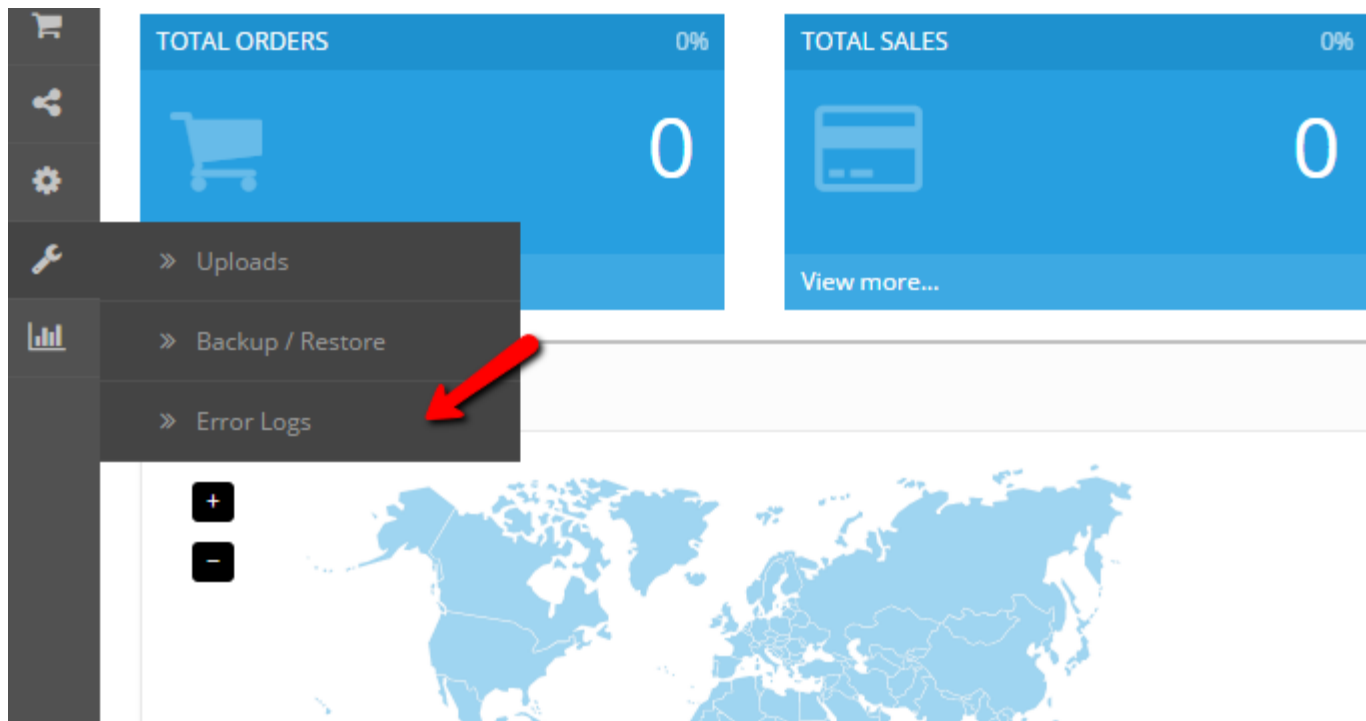 TOTAL ORDERS 0%
0
TOTAL SALES 0%
0
View more...
» Uploads
» Backup / Restore
» Error Logs
+
−